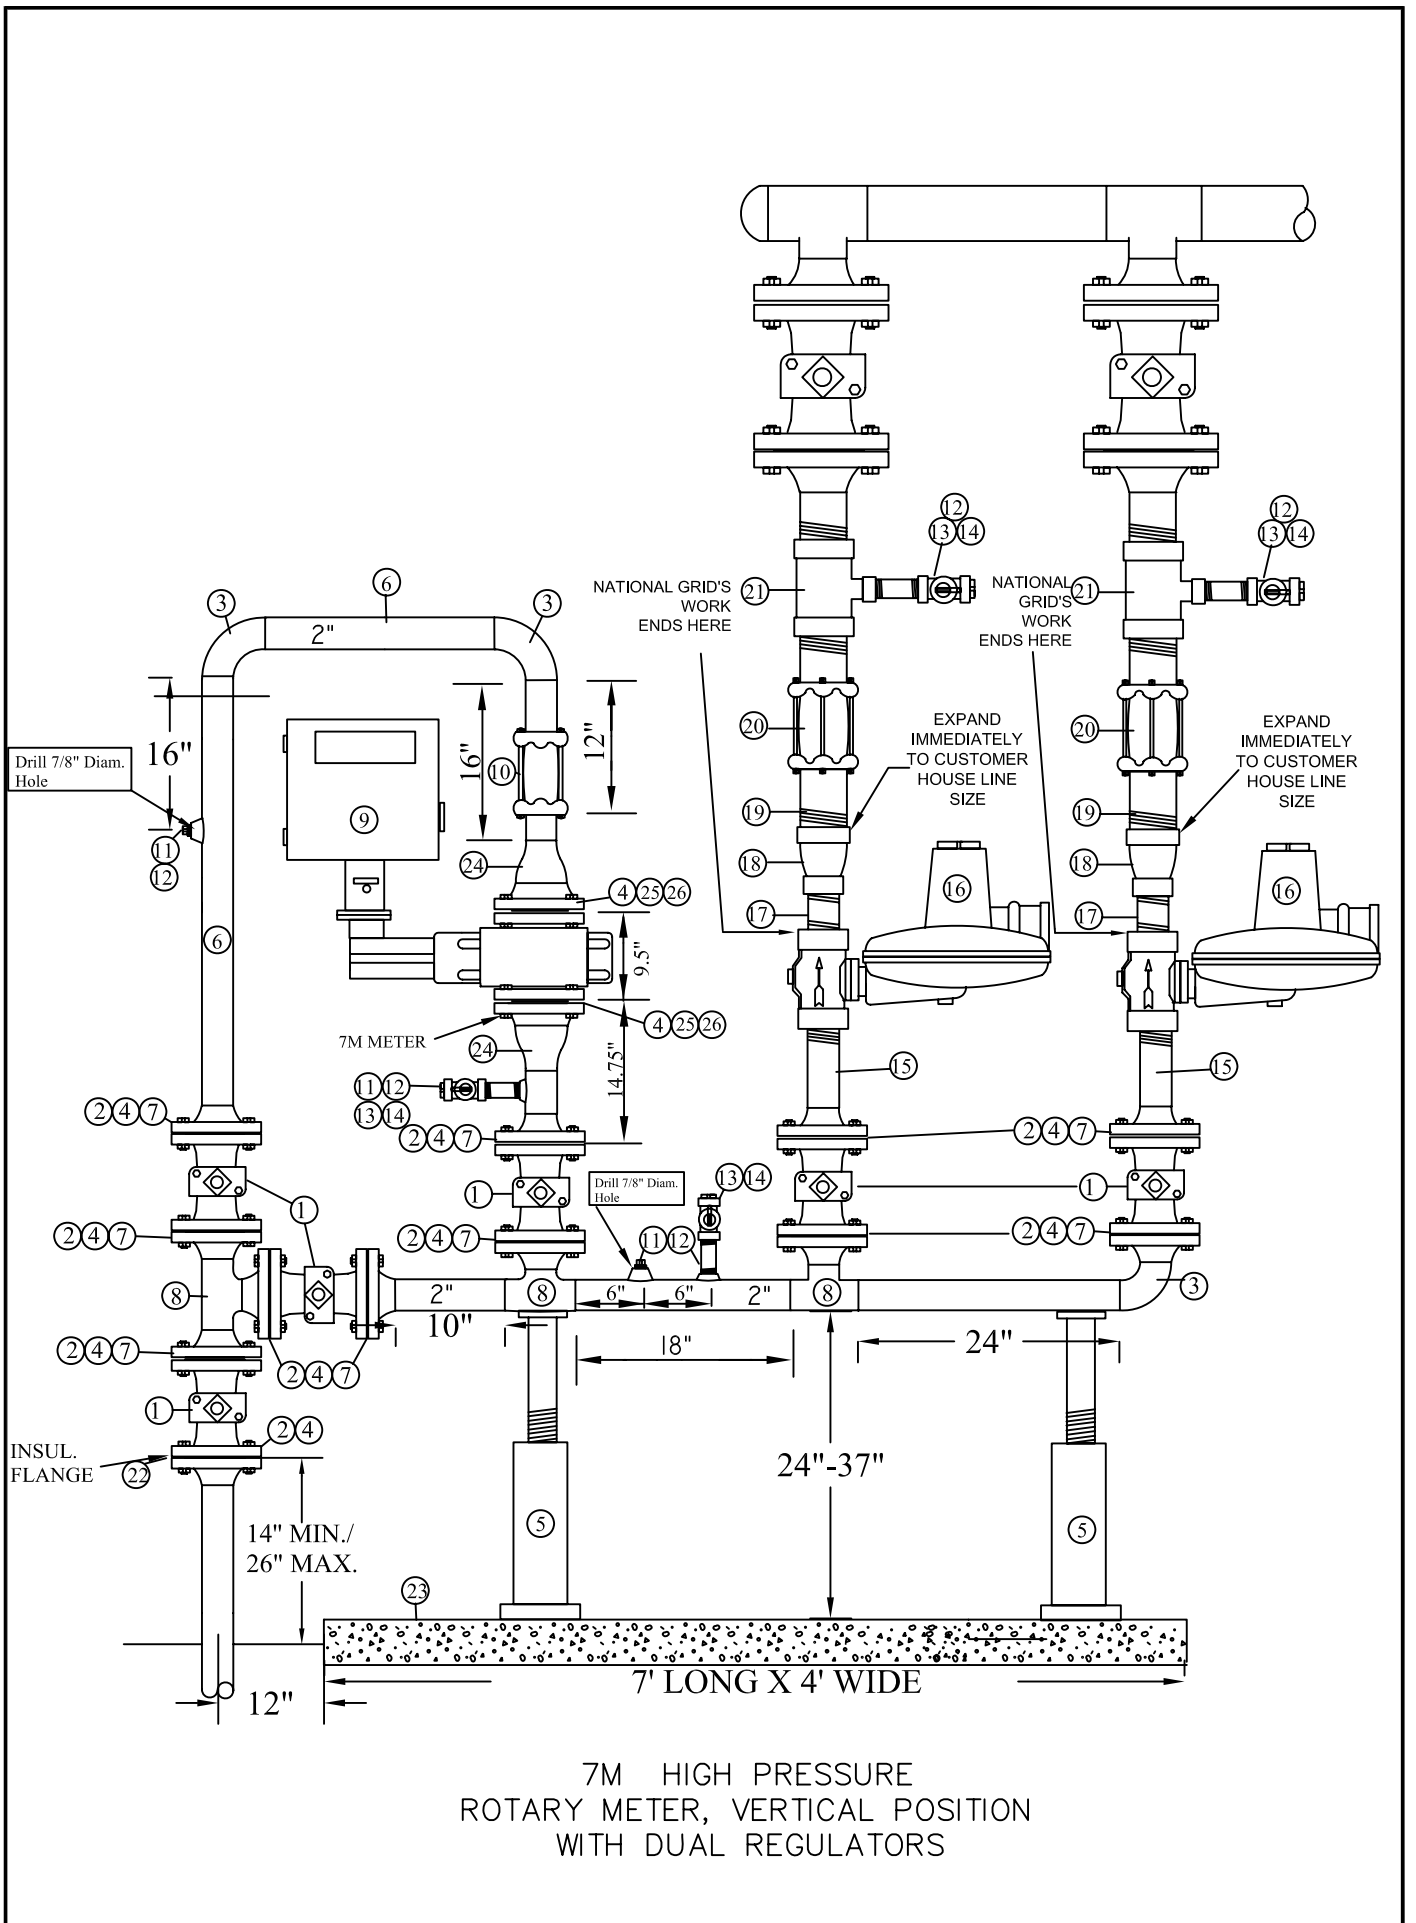 12
13 14
12
13 14
NATIONAL GRID'S
WORK
ENDS HERE
21
NATIONAL
GRID'S
WORK
ENDS HERE
21
6
3
3
2"
16"
Drill 7/8" Diam.
Hole
11
12
9
16"
10
12"
20
EXPAND
IMMEDIATELY
TO CUSTOMER
HOUSE LINE
SIZE
20
EXPAND
IMMEDIATELY
TO CUSTOMER
HOUSE LINE
SIZE
19
18
17
16
19
18
17
16
24
4 25 26
6
9.5"
4 25 26
7M METER
24
14.75"
15
15
11 12
13 14
2 4 7
2 4 7
2 4 7
1
1
Drill 7/8" Diam.
Hole
13 14
1
2 4 7
2 4 7
11 12
2 4 7
8
2"
10"
8
6"
6"
2"
8
3
18"
24"
2 4 7
2 4 7
1
2 4
INSUL.
FLANGE
22
24"-37"
14" MIN./
26" MAX.
5
5
23
7' LONG X 4' WIDE
12"
7M HIGH PRESSURE
ROTARY METER, VERTICAL POSITION
WITH DUAL REGULATORS